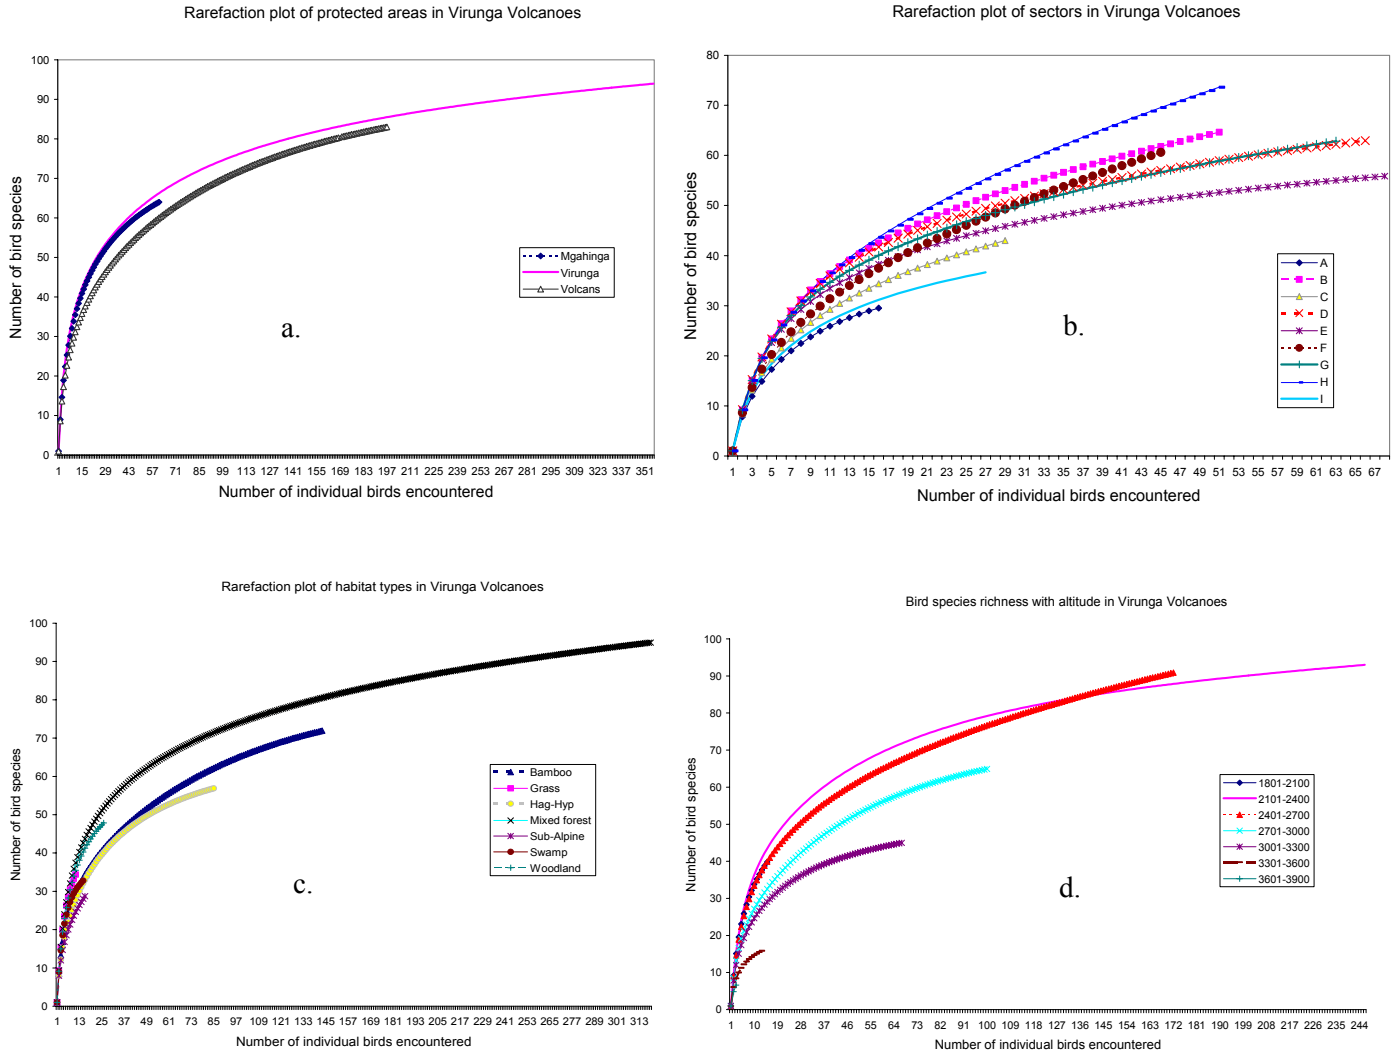 Rarefaction plot of protected areas in Virunga Volcanoes
100
90
80
70
60
50
40
30
20
10
0
Number of bird species
1 15 29 43 57 71 85 99 113 127 141 155 169 183 197 211 225 239 253 267 281 295 309 323 337 351
Number of individual birds encountered
Mgahinga
Virunga
Volcans
a.
Rarefaction plot of sectors in Virunga Volcanoes
80
70
60
50
40
30
20
10
0
Number of bird species
1 3 5 7 9 11 13 15 17 19 21 23 25 27 29 31 33 35 37 39 41 43 45 47 49 51 53 55 57 59 61 63 65 67
Number of individual birds encountered
A
B
C
D
E
F
G
H
I
b.
Rarefaction plot of habitat types in Virunga Volcanoes
100
90
80
70
60
50
40
30
20
10
0
Number of bird species
1 13 25 37 49 61 73 85 97 109 121 133 145 157 169 181 193 205 217 229 241 253 265 277 289 301 313
Number of individual birds encountered
Bamboo
Grass
Hag-Hyp
Mixed forest
Sub-Alpine
Swamp
Woodland
c.
Bird species richness with altitude in Virunga Volcanoes
100
90
80
70
60
50
40
30
20
10
0
Number of bird species
1 10 19 28 37 46 55 64 73 82 91 100 109 118 127 136 145 154 163 172 181 190 199 208 217 226 235 244
Number of individual birds encountered
1801-2100
2101-2400
2401-2700
2701-3000
3001-3300
3301-3600
3601-3900
d.